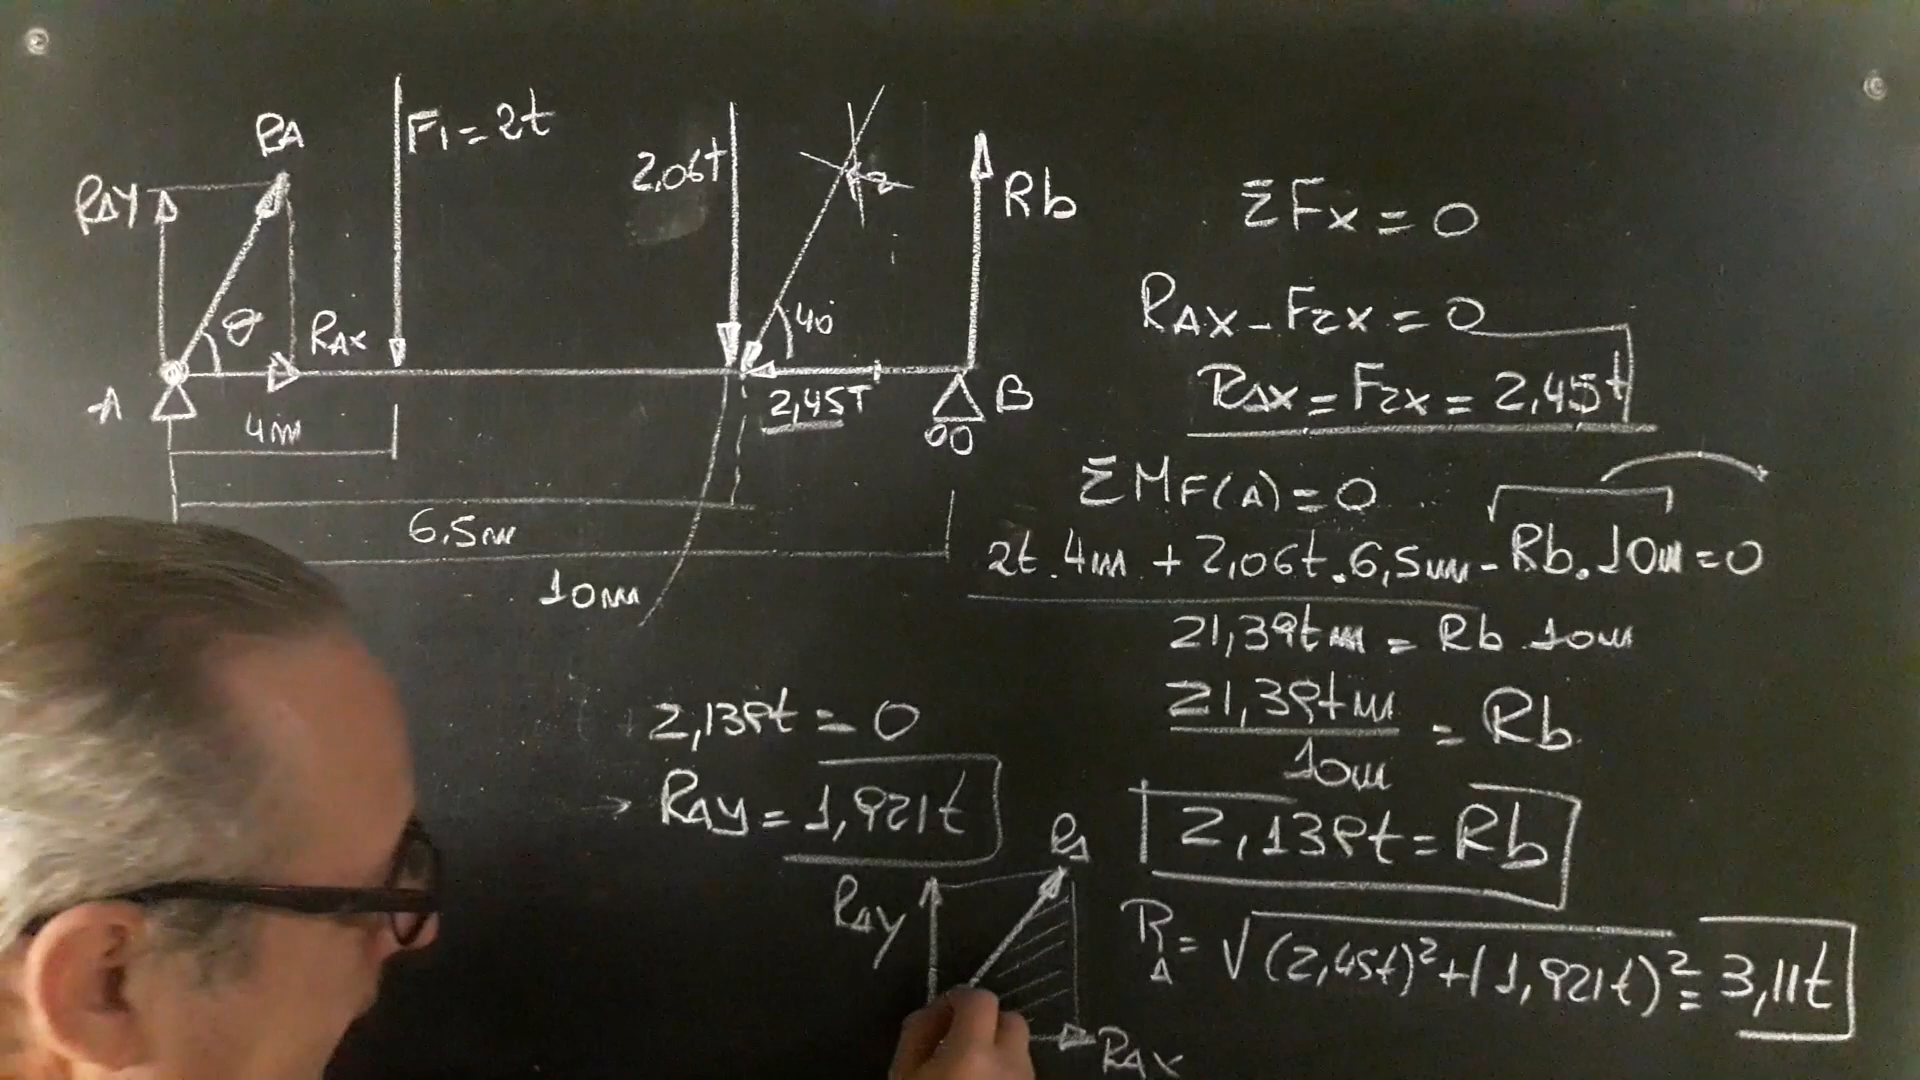 RA
F1=2t
2,06t
RAY
Rb
θ
RAX
40
A
4m
2,45T
B
6,5m
10m
ΣFx=0
RAX-F2X=0
RAX=F2X=2,45t
ΣMF(A)=0
2t.4m+2,06t.6,5m-Rb.10m=0
21,39tm=Rb 10m
21,39tm
10m
=Rb
2,139t=Rb
2,139t=0
RAY=1,921t
RA
RAY
RAX
RA=√(2,45t)²+(1,921t)²=3,11t